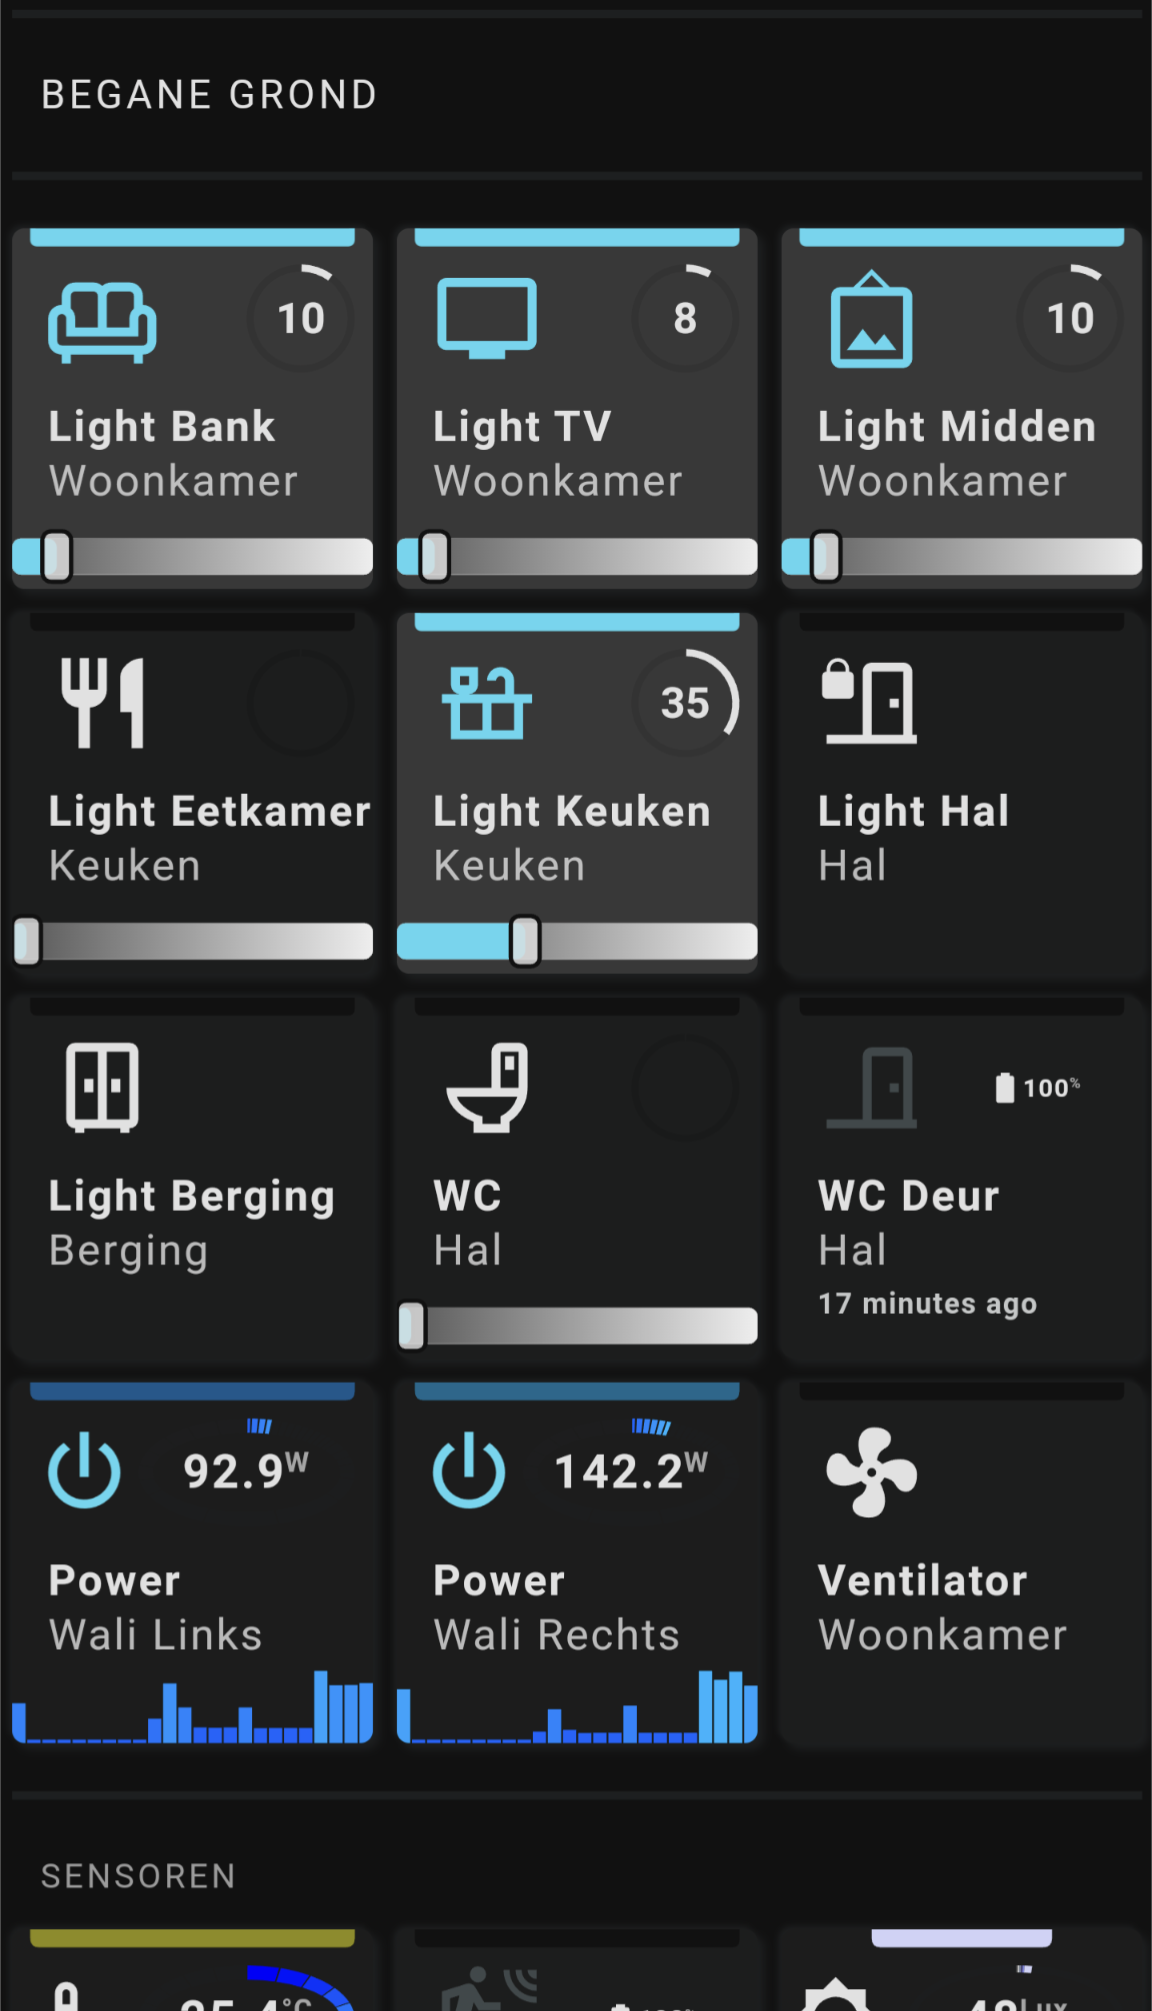 BEGANE GROND
10
8
10
Light Bank
Light TV
Light Midden
Woonkamer
Woonkamer
Woonkamer
35
Light Eetkamer
Light Keuken
Light Hal
Keuken
Keuken
Hal
100%
Light Berging
WC
WC Deur
Berging
Hal
Hal
17 minutes ago
92.9W
142.2W
Power
Power
Ventilator
Wali Links
Wali Rechts
Woonkamer
SENSOREN